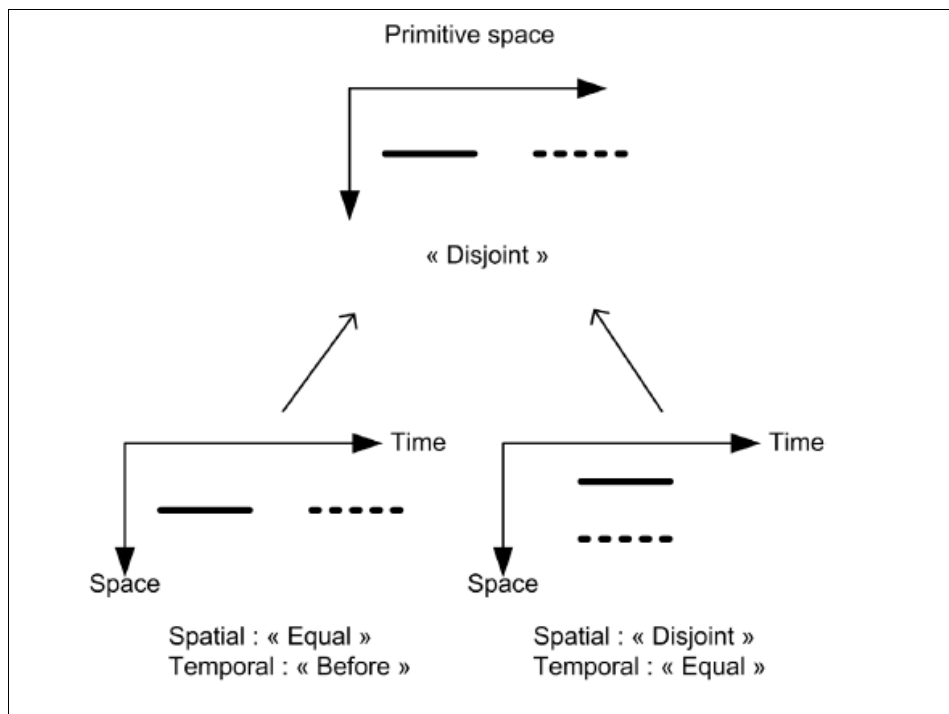 Primitive space
« Disjoint »
Time
Space
Spatial : « Equal »
Temporal : « Before »
Time
Space
Spatial : « Disjoint »
Temporal : « Equal »